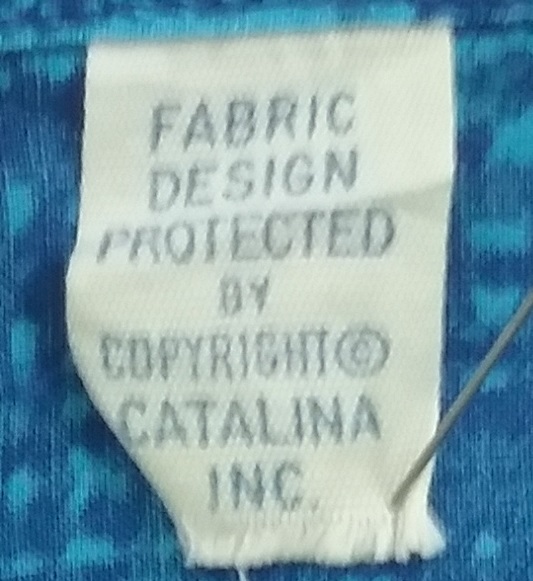 FABRIC
DESIGN
PROTECTED
BY
COPYRIGHT©
CATALINA
INC.